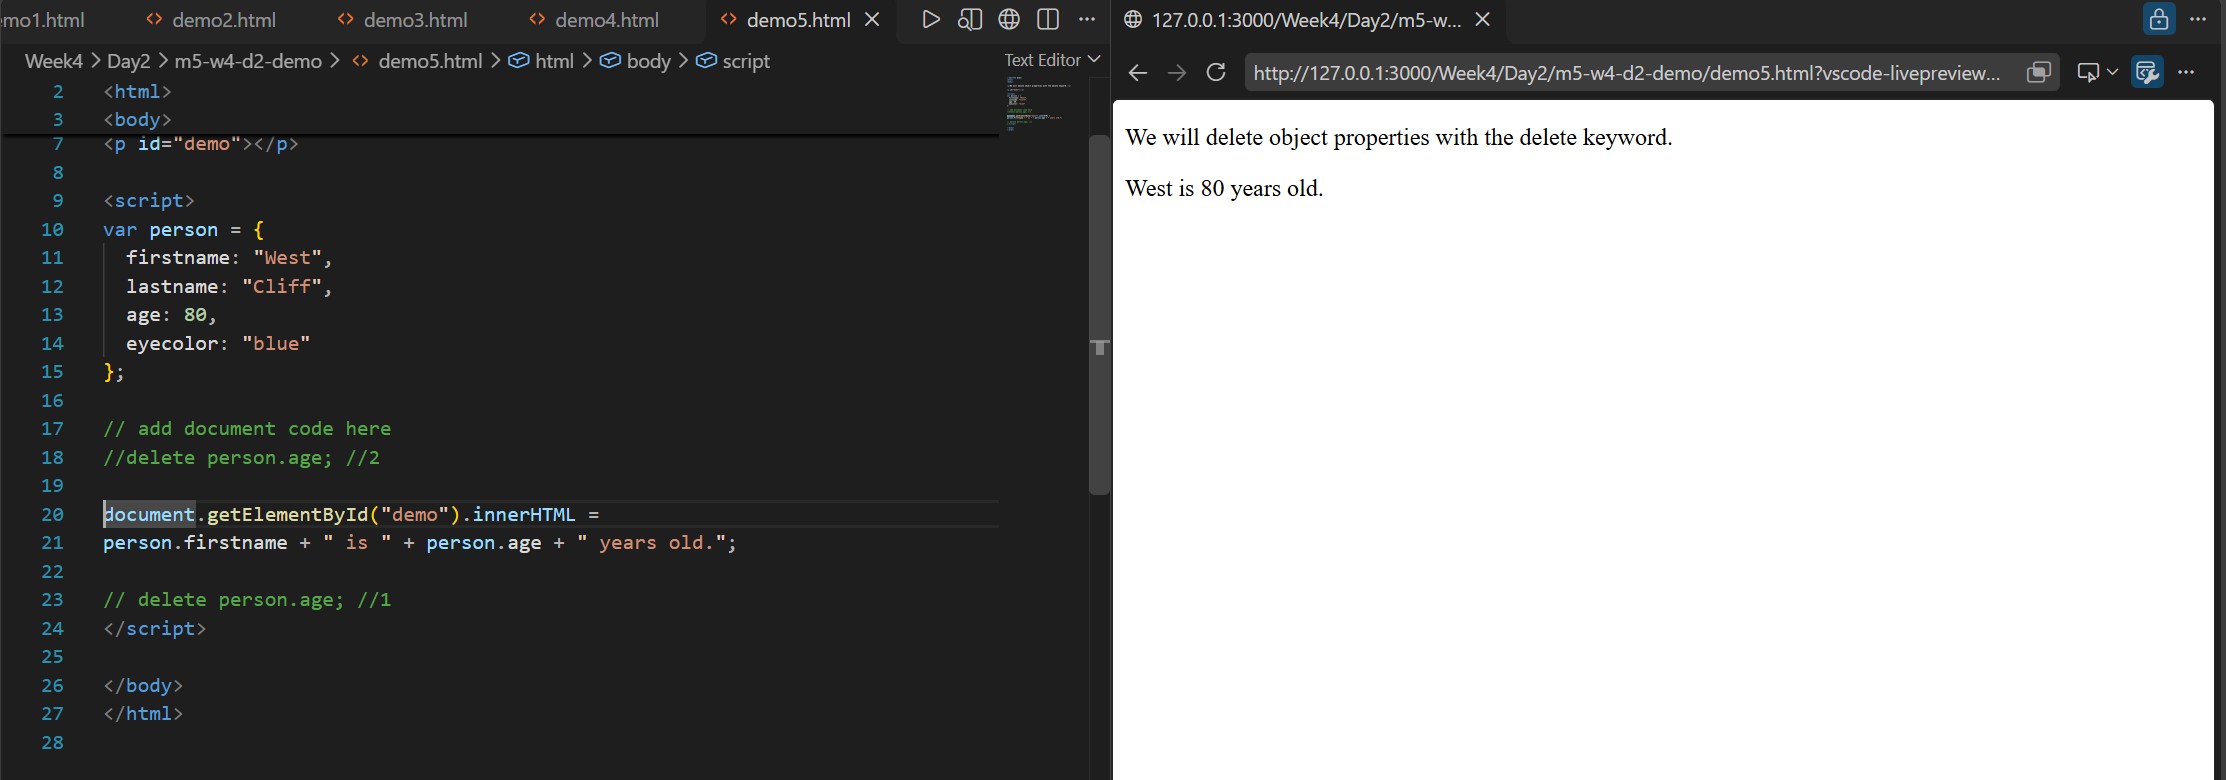 mo1.html demo2.html demo3.html demo4.html demo5.html
Week4 > Day2 > m5-w4-d2-demo > demo5.html > html > body > script
Text Editor
2 <html>
3 <body>
7 <p id="demo"></p>
8
9 <script>
10 var person = {
11 firstname: "West",
12 lastname: "Cliff",
13 age: 80,
14 eyecolor: "blue"
15 };
16
17 // add document code here
18 //delete person.age; //2
19
20 document.getElementById("demo").innerHTML =
21 person.firstname + " is " + person.age + " years old.";
22
23 // delete person.age; //1
24 </script>
25
26 </body>
27 </html>
28
127.0.0.1:3000/Week4/Day2/m5-w...
http://127.0.0.1:3000/Week4/Day2/m5-w4-d2-demo/demo5.html?vscode-livepreview...
We will delete object properties with the delete keyword.
West is 80 years old.